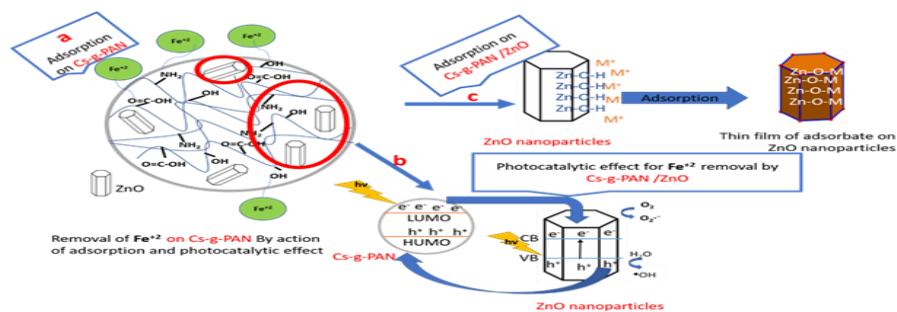 a
Adsorption
on Cs-g-PAN
Fe⁺²
Fe⁺²
Fe⁺²
OH
NH₂
O=C-OH
O=C-OH
OH
NH₂
OH
NH₂
NH₂
OH
O=C-OH
OH
ZnO
Fe⁺²
Removal of Fe⁺² on Cs-g-PAN By action
of adsorption and photocatalytic effect
Adsorption on
Cs-g-PAN /ZnO
c
Zn-O-H
Zn-O-H
Zn-O-H
Zn-O-H
M⁺
M⁺
M⁺
M⁺
M⁺
ZnO nanoparticles
Adsorption
Zn-O-M
Zn-O-M
Zn-O-M
Zn-O-M
Thin film of adsorbate on
ZnO nanoparticles
b
Photocatalytic effect for Fe⁺² removal by
Cs-g-PAN /ZnO
hv
e⁻ e⁻ e⁻ e⁻
LUMO
h⁺ h⁺ h⁺
HUMO
Cs-g-PAN
hv
CB
VB
e⁻ e⁻ e⁻
h⁺ h⁺ h⁺
O₂
O₂⁻
H₂O
•OH
ZnO nanoparticles